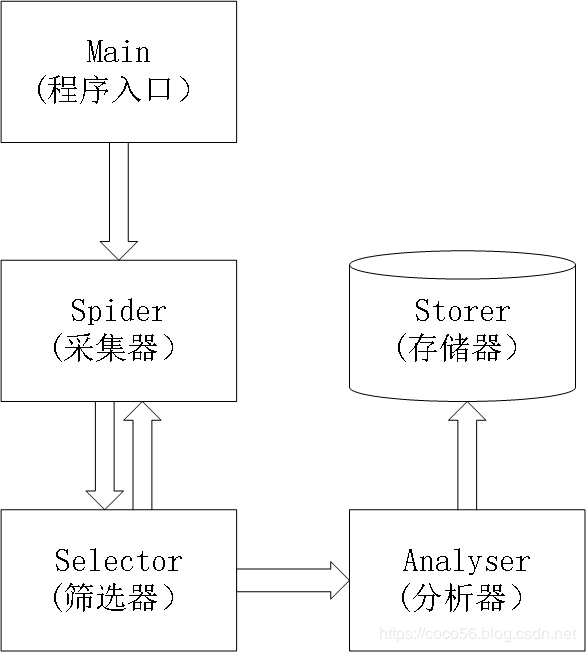 Main
(程序入口)
Spider
(采集器)
Storer
(存储器)
Selector
(筛选器)
Analyser
(分析器)
https://coco56.blog.csdn.net